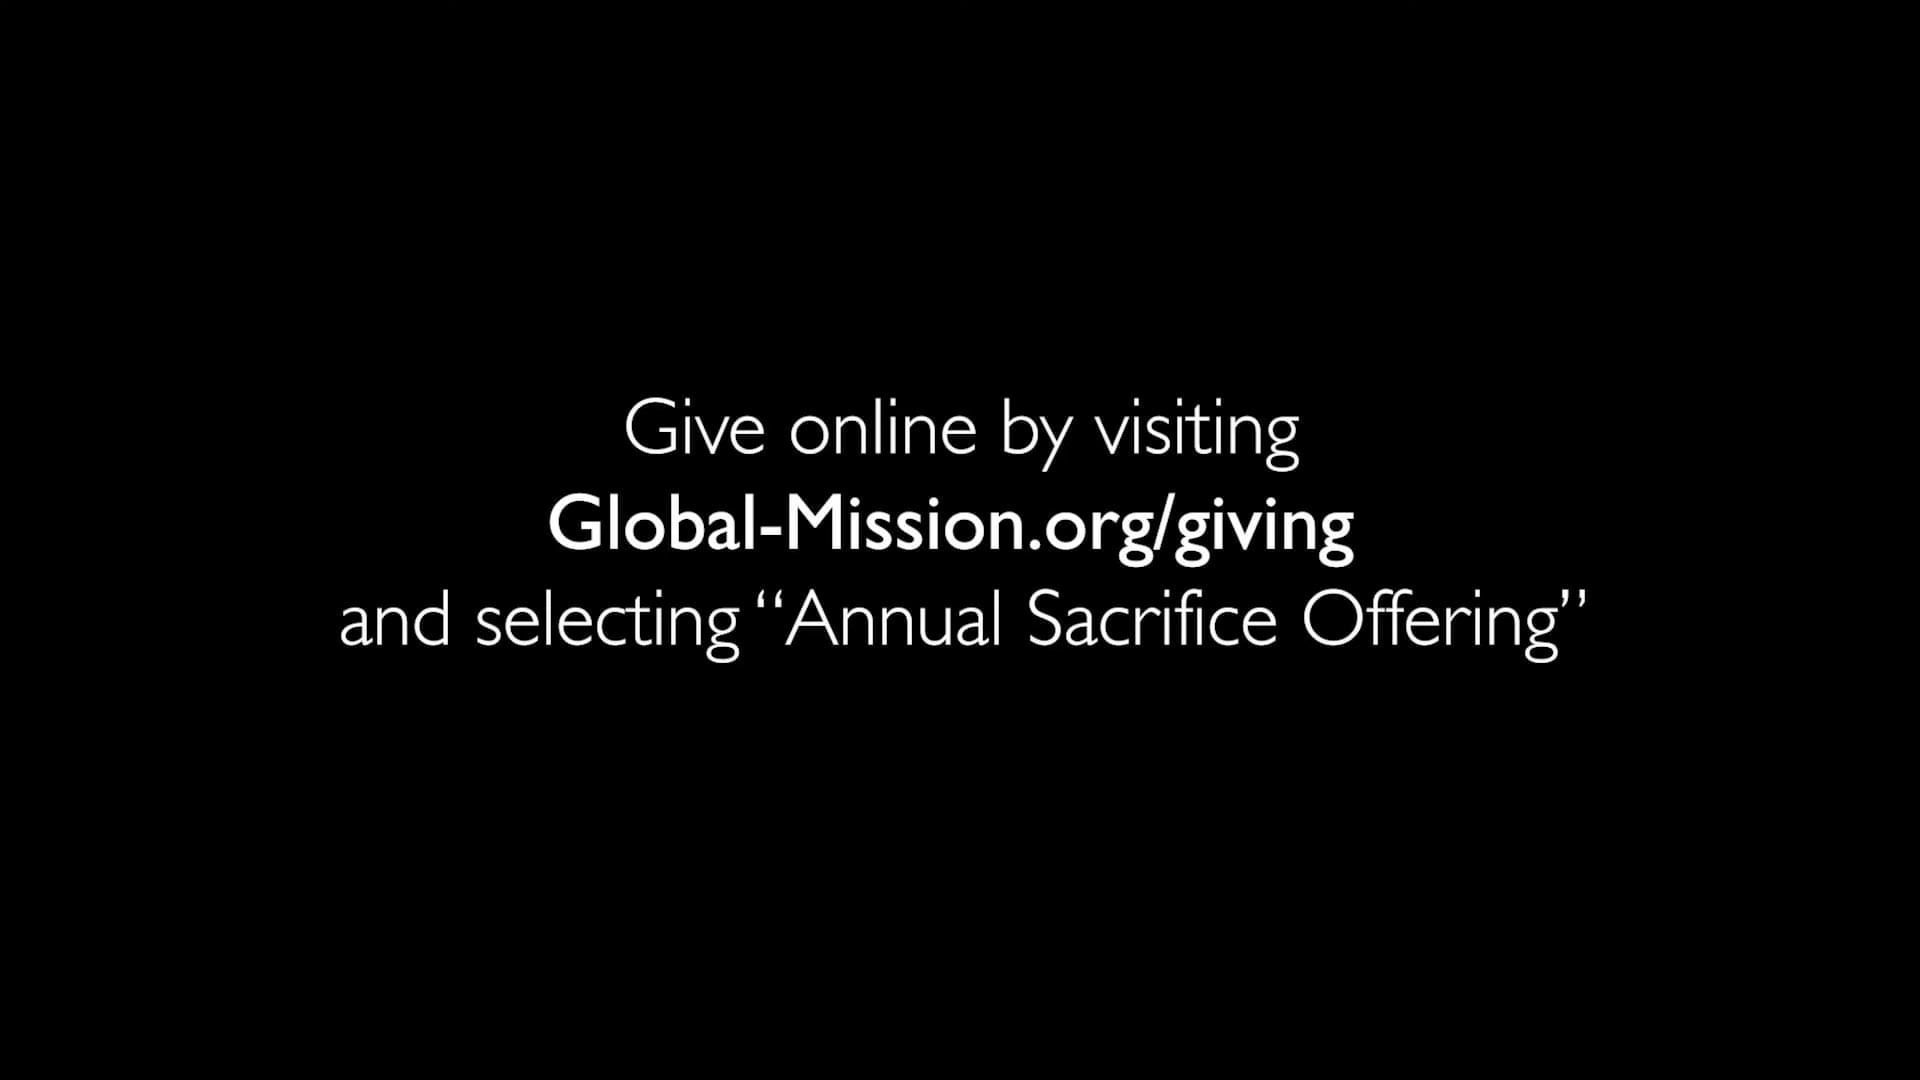 Give online by visiting
Global-Mission.org/giving
and selecting “Annual Sacrifice Offering”